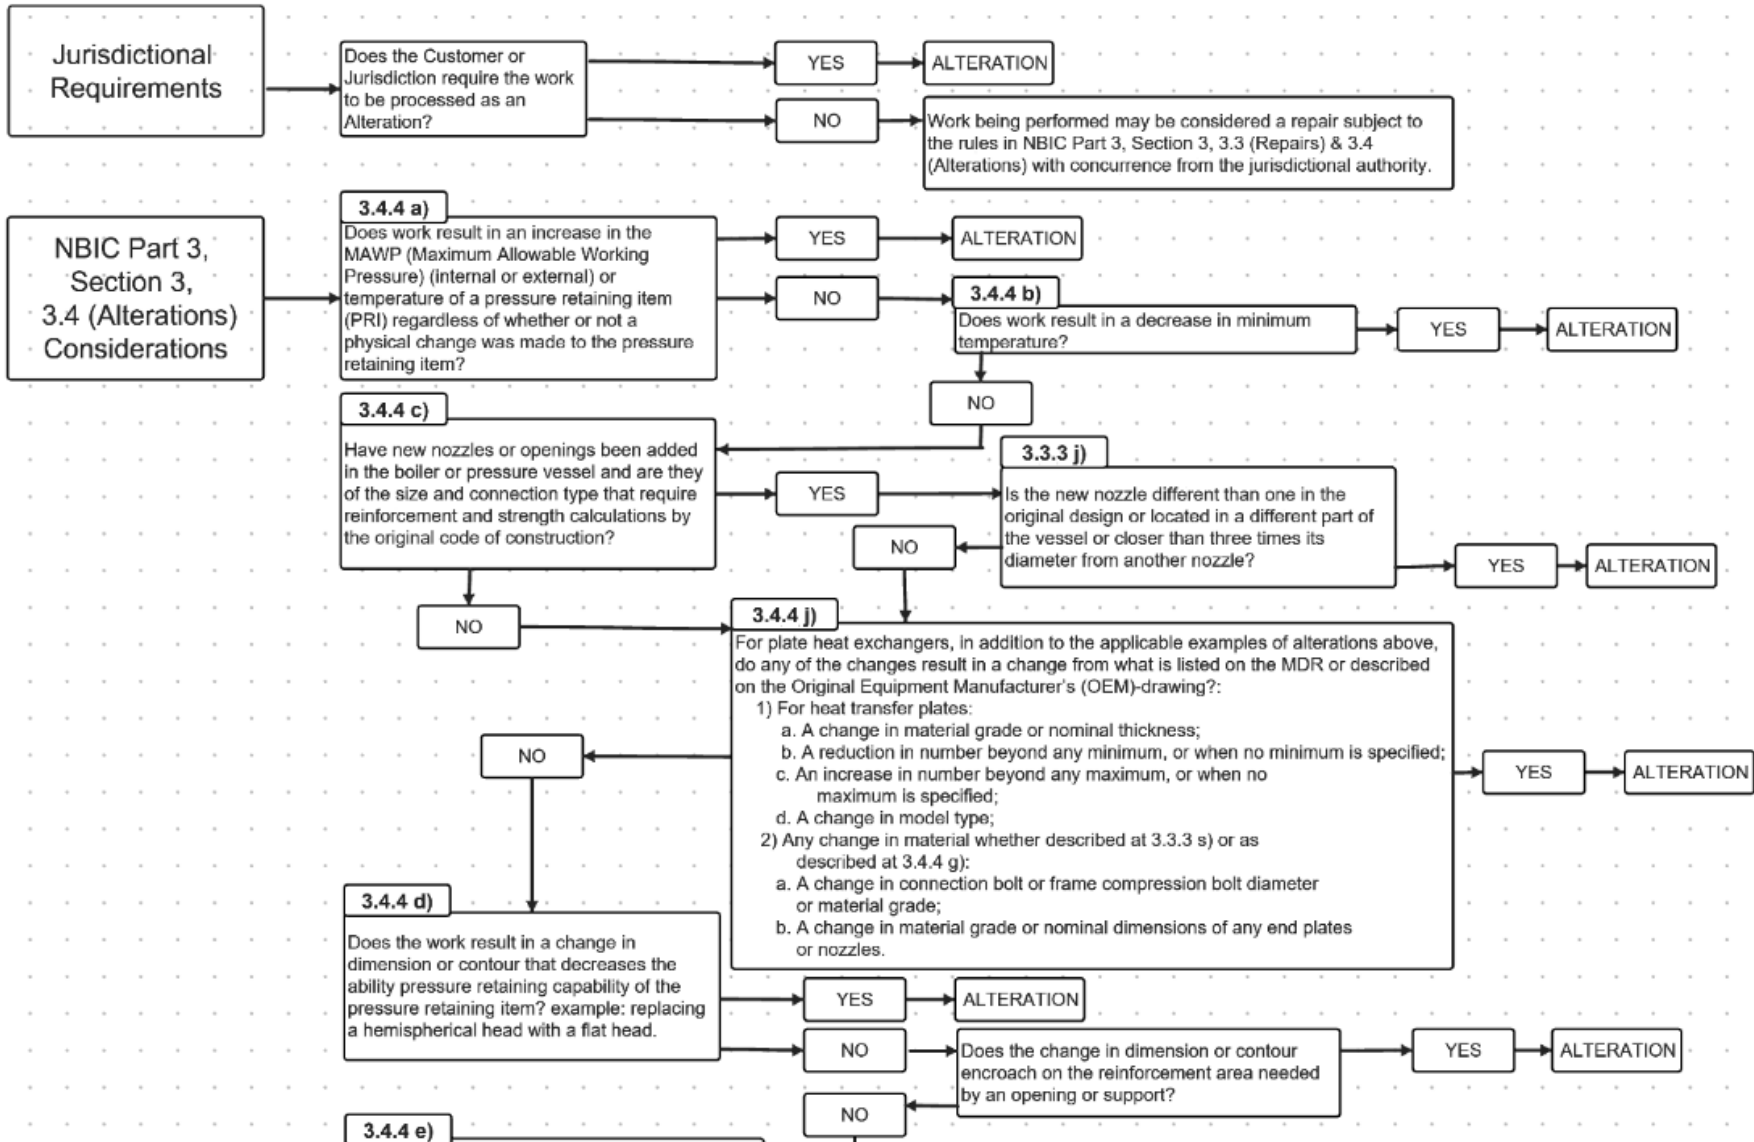 Jurisdictional
Requirements
Does the Customer or
Jurisdiction require the work
to be processed as an
Alteration?
YES
ALTERATION
NO
Work being performed may be considered a repair subject to
the rules in NBIC Part 3, Section 3, 3.3 (Repairs) & 3.4
(Alterations) with concurrence from the jurisdictional authority.
NBIC Part 3,
Section 3,
3.4 (Alterations)
Considerations
3.4.4 a)
Does work result in an increase in the
MAWP (Maximum Allowable Working
Pressure) (internal or external) or
temperature of a pressure retaining item
(PRI) regardless of whether or not a
physical change was made to the pressure
retaining item?
YES
ALTERATION
NO
3.4.4 b)
Does work result in a decrease in minimum
temperature?
YES
ALTERATION
NO
3.4.4 c)
Have new nozzles or openings been added
in the boiler or pressure vessel and are they
of the size and connection type that require
reinforcement and strength calculations by
the original code of construction?
YES
3.3.3 j)
Is the new nozzle different than one in the
original design or located in a different part of
the vessel or closer than three times its
diameter from another nozzle?
NO
YES
ALTERATION
NO
3.4.4 j)
For plate heat exchangers, in addition to the applicable examples of alterations above,
do any of the changes result in a change from what is listed on the MDR or described
on the Original Equipment Manufacturer's (OEM)-drawing?:
1) For heat transfer plates:
a. A change in material grade or nominal thickness;
b. A reduction in number beyond any minimum, or when no minimum is specified;
c. An increase in number beyond any maximum, or when no
maximum is specified;
d. A change in model type;
2) Any change in material whether described at 3.3.3 s) or as
described at 3.4.4 g):
a. A change in connection bolt or frame compression bolt diameter
or material grade;
b. A change in material grade or nominal dimensions of any end plates
or nozzles.
NO
YES
ALTERATION
3.4.4 d)
Does the work result in a change in
dimension or contour that decreases the
ability pressure retaining capability of the
pressure retaining item? example: replacing
a hemispherical head with a flat head.
YES
ALTERATION
NO
Does the change in dimension or contour
encroach on the reinforcement area needed
by an opening or support?
YES
ALTERATION
NO
3.4.4 e)